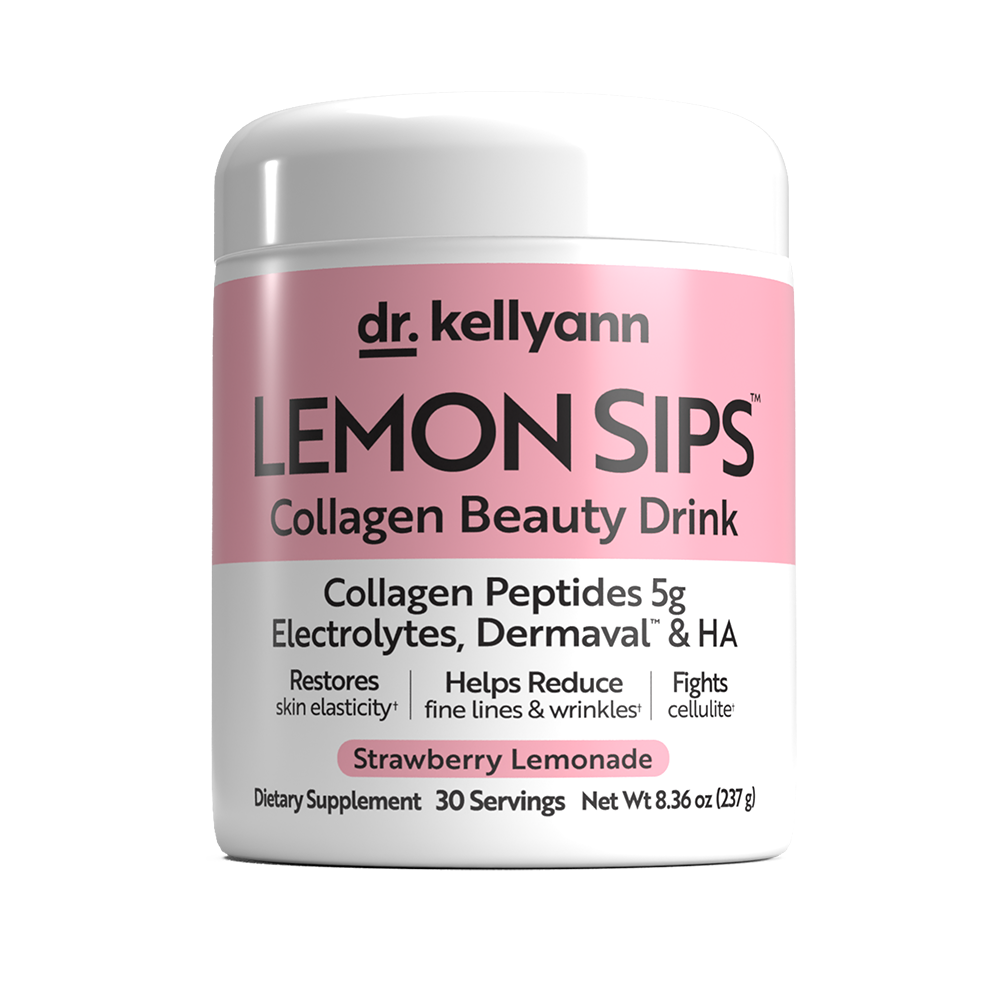 dr. kellyann
LEMON SIPS™
Collagen Beauty Drink
Collagen Peptides 5g
Electrolytes, Dermaval™ & HA
Restores
skin elasticity†
Helps Reduce
fine lines & wrinkles†
Fights
cellulite†
Strawberry Lemonade
Dietary Supplement 30 Servings Net Wt 8.36 oz (237 g)